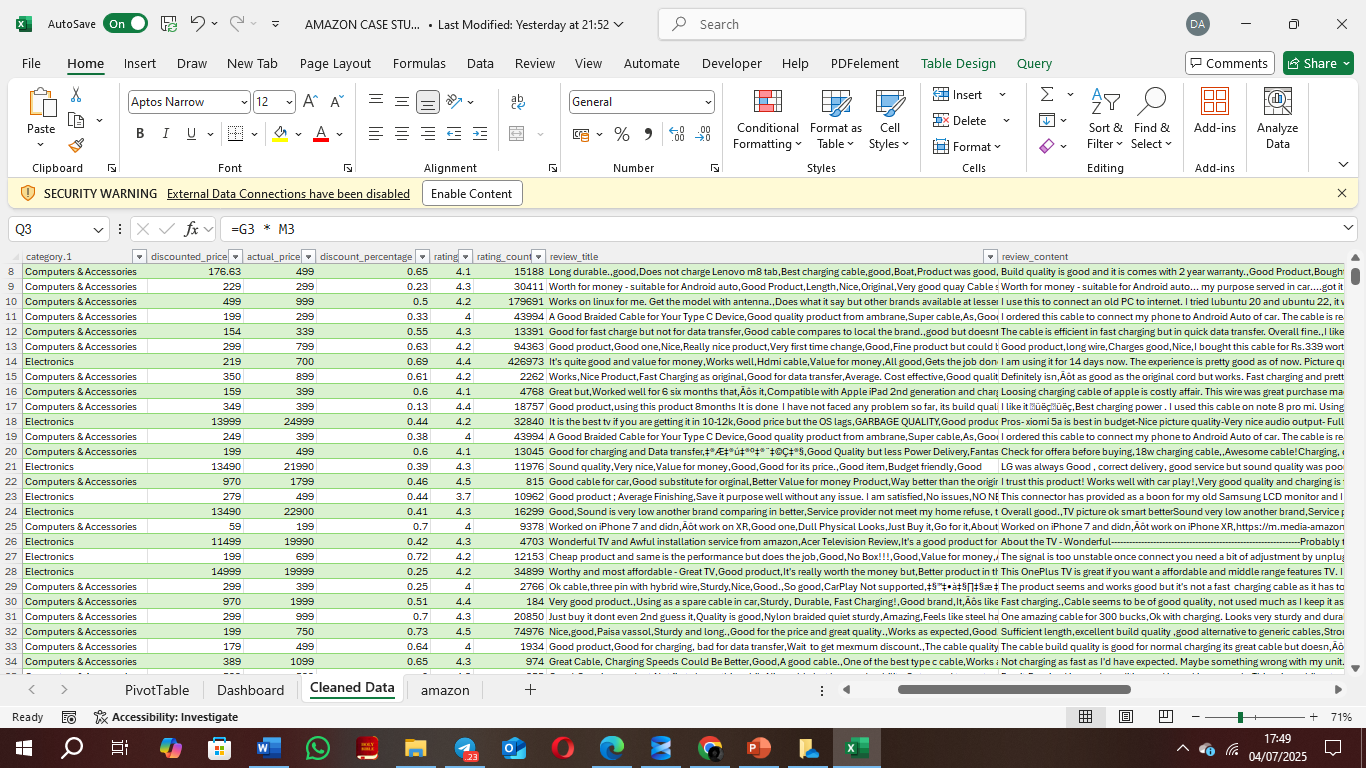 AutoSave On AMAZON CASE STU... • Last Modified: Yesterday at 21:52 Search DA
File Home Insert Draw New Tab Page Layout Formulas Data Review View Automate Developer Help PDFelement Table Design Query Comments Share
Paste Aptos Narrow 12 B I U A ab General % Conditional Formatting Format as Table Cell Styles Insert Delete Format Sort & Filter Find & Select Add-ins Analyze Data
Clipboard Font Alignment Number Styles Cells Editing Add-ins
SECURITY WARNING External Data Connections have been disabled Enable Content
Q3 fx =G3 * M3
category.1 discounted_price actual_price discount_percentage rating rating_count review_title review_content
8 Computers & Accessories 176.63 499 0.65 4.1 15188 Long durable.,good,Does not charge Lenovo m8 tab,Best charging cable,good,Boat,Product was good, Build quality is good and it is comes with 2 year warranty.,Good Product,Bought
9 Computers & Accessories 229 299 0.23 4.3 30411 Worth for money - suitable for Android auto,Good Product,Length,Nice,Original,Very good quay Cable s Worth for money - suitable for Android auto... my purpose served in car....got it
10 Computers & Accessories 499 999 0.5 4.2 179691 Works on linux for me. Get the model with antenna.,Does what it say but other brands available at lesser I use this to connect an old PC to internet. I tried lubuntu 20 and ubuntu 22, it w
11 Computers & Accessories 199 299 0.33 4 43994 A Good Braided Cable for Your Type C Device,Good quality product from ambrane,Super cable,As,Good I ordered this cable to connect my phone to Android Auto of car. The cable is rea
12 Computers & Accessories 154 339 0.55 4.3 13391 Good for fast charge but not for data transfer,Good cable compares to local the brand.,good but doesnt The cable is efficient in fast charging but in quick data transfer. Overall fine.,I like
13 Computers & Accessories 299 799 0.63 4.2 94363 Good product,Good one,Nice,Really nice product,Very first time change,Good,Fine product but could b Good product,long wire,Charges good,Nice,I bought this cable for Rs.339 wort
14 Electronics 219 700 0.69 4.4 426973 It's quite good and value for money,Works well,Hdmi cable,Value for money,All good,Gets the job don I am using it for 14 days now. The experience is pretty good as of now. Picture q
15 Computers & Accessories 350 899 0.61 4.2 2262 Works,Nice Product,Fast Charging as original,Good for data transfer,Average. Cost effective,Good qualit Definitely isn‚Äôt as good as the original cord but works. Fast charging and prett
16 Computers & Accessories 159 399 0.6 4.1 4768 Great but,Worked well for 6 six months that‚Äôs it,Compatible with Apple iPad 2nd generation and charg Loosing charging cable of apple is costly affair. This wire was great purchase ma
17 Computers & Accessories 349 399 0.13 4.4 18757 Good product,using this product 8months It is done I have not faced any problem so far, its build quali I like it Best charging power . I used this cable on note 8 pro mi. Using
18 Electronics 13999 24999 0.44 4.2 32840 It is the best tv if you are getting it in 10-12k,Good price but the OS lags,GARBAGE QUALITY,Good produc Pros- xiomi 5a is best in budget-Nice picture quality-Very nice audio output- Full
19 Computers & Accessories 249 399 0.38 4 43994 A Good Braided Cable for Your Type C Device,Good quality product from ambrane,Super cable,As,Good I ordered this cable to connect my phone to Android Auto of car. The cable is rea
20 Computers & Accessories 199 499 0.6 4.1 13045 Good for charging and Data transfer, Good Quality but less Power Delivery,Fantas Check for offera before buying,18w charging cable.,Awesome cable!Charging, d
21 Electronics 13490 21990 0.39 4.3 11976 Sound quality,Very nice,Value for money,Good,Good for its price.,Good item,Budget friendly,Good LG was always Good , correct delivery, good service but sound quality was poor
22 Computers & Accessories 970 1799 0.46 4.5 815 Good cable for car,Good substitute for orginal,Better Value for money Product,Way better than the origin I trust this product! Works well with car play!,Very good quality and charging is
23 Electronics 279 499 0.44 3.7 10962 Good product ; Average Finishing,Save it purpose well without any issue. I am satisfied,No issues,NO NE This connector has provided as a boon for my old Samsung LCD monitor and I
24 Electronics 13490 22900 0.41 4.3 16299 Good,Sound is very low another brand comparing in better,Service provider not meet my home refuse, t Overall good.,TV picture ok smart betterSound very low another brand,Service p
25 Computers & Accessories 59 199 0.7 4 9378 Worked on iPhone 7 and didn‚Äôt work on XR,Good one,Dull Physical Looks,Just Buy it,Go for it,About Worked on iPhone 7 and didn‚Äôt work on iPhone XR,https://m.media-amazon
26 Electronics 11499 19990 0.42 4.3 4703 Wonderful TV and Awful installation service from amazon,Acer Television Review,It's a good product for About the TV - Wonderful-----------------------------------------------------------Probably t
27 Electronics 199 699 0.72 4.2 12153 Cheap product and same is the performance but does the job,Good,No Box!!!,Good,Value for money, The signal is too unstable once connect you need a bit of adjustment by unplug
28 Electronics 14999 19999 0.25 4.2 34899 Worthy and most affordable - Great TV,Good product,It's really worth the money but,Better product in th This OnePlus TV is great if you want a affordable and middle range features TV. I
29 Computers & Accessories 299 399 0.25 4 2766 Ok cable,three pin with hybrid wire,Sturdy,Nice,Good.,So good,CarPlay Not supported, The product seems and works good but it's not a fast charging cable as it has to
30 Computers & Accessories 970 1999 0.51 4.4 184 Very good product.,Using as a spare cable in car,Sturdy, Durable, Fast Charging!,Good brand,It‚Äôs like Fast charging.,Cable seems to be of good quality, not used much as I keep it as
31 Computers & Accessories 299 999 0.7 4.3 20850 Just buy it dont even 2nd guess it,Quality is good,Nylon braided quiet sturdy,Amazing,Feels like steel ha One amazing cable for 300 bucks,Ok with charging. Looks very sturdy and dura
32 Computers & Accessories 199 750 0.73 4.5 74976 Nice,good,Paisa vassol,Sturdy and long.,Good for the price and great quality.,Works as expected,Good Sufficient length,excellent build quality ,good alternative to generic cables,Stron
33 Computers & Accessories 179 499 0.64 4 1934 Good product,Good for charging, bad for data transfer,Wait to get mexmum discount.,The cable quality The cable build quality is good for normal charging its great cable but doesn‚Äô
34 Computers & Accessories 389 1099 0.65 4.3 974 Great Cable, Charging Speeds Could Be Better,Good,A good cable.,One of the best type c cable,Works Not charging as fast as I'd have expected. Maybe something wrong with my unit.
PivotTable Dashboard Cleaned Data amazon
Ready Accessibility: Investigate 71%
23 17:49
04/07/2025